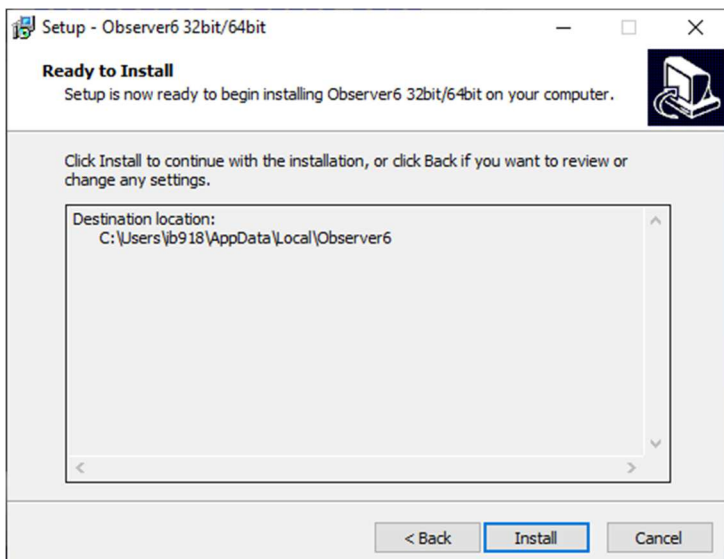 Setup - Observer6 32bit/64bit
Ready to Install
Setup is now ready to begin installing Observer6 32bit/64bit on your computer.
Click Install to continue with the installation, or click Back if you want to review or
change any settings.
Destination location:
C:\Users\ib918\AppData\Local\Observer6
< Back
Install
Cancel